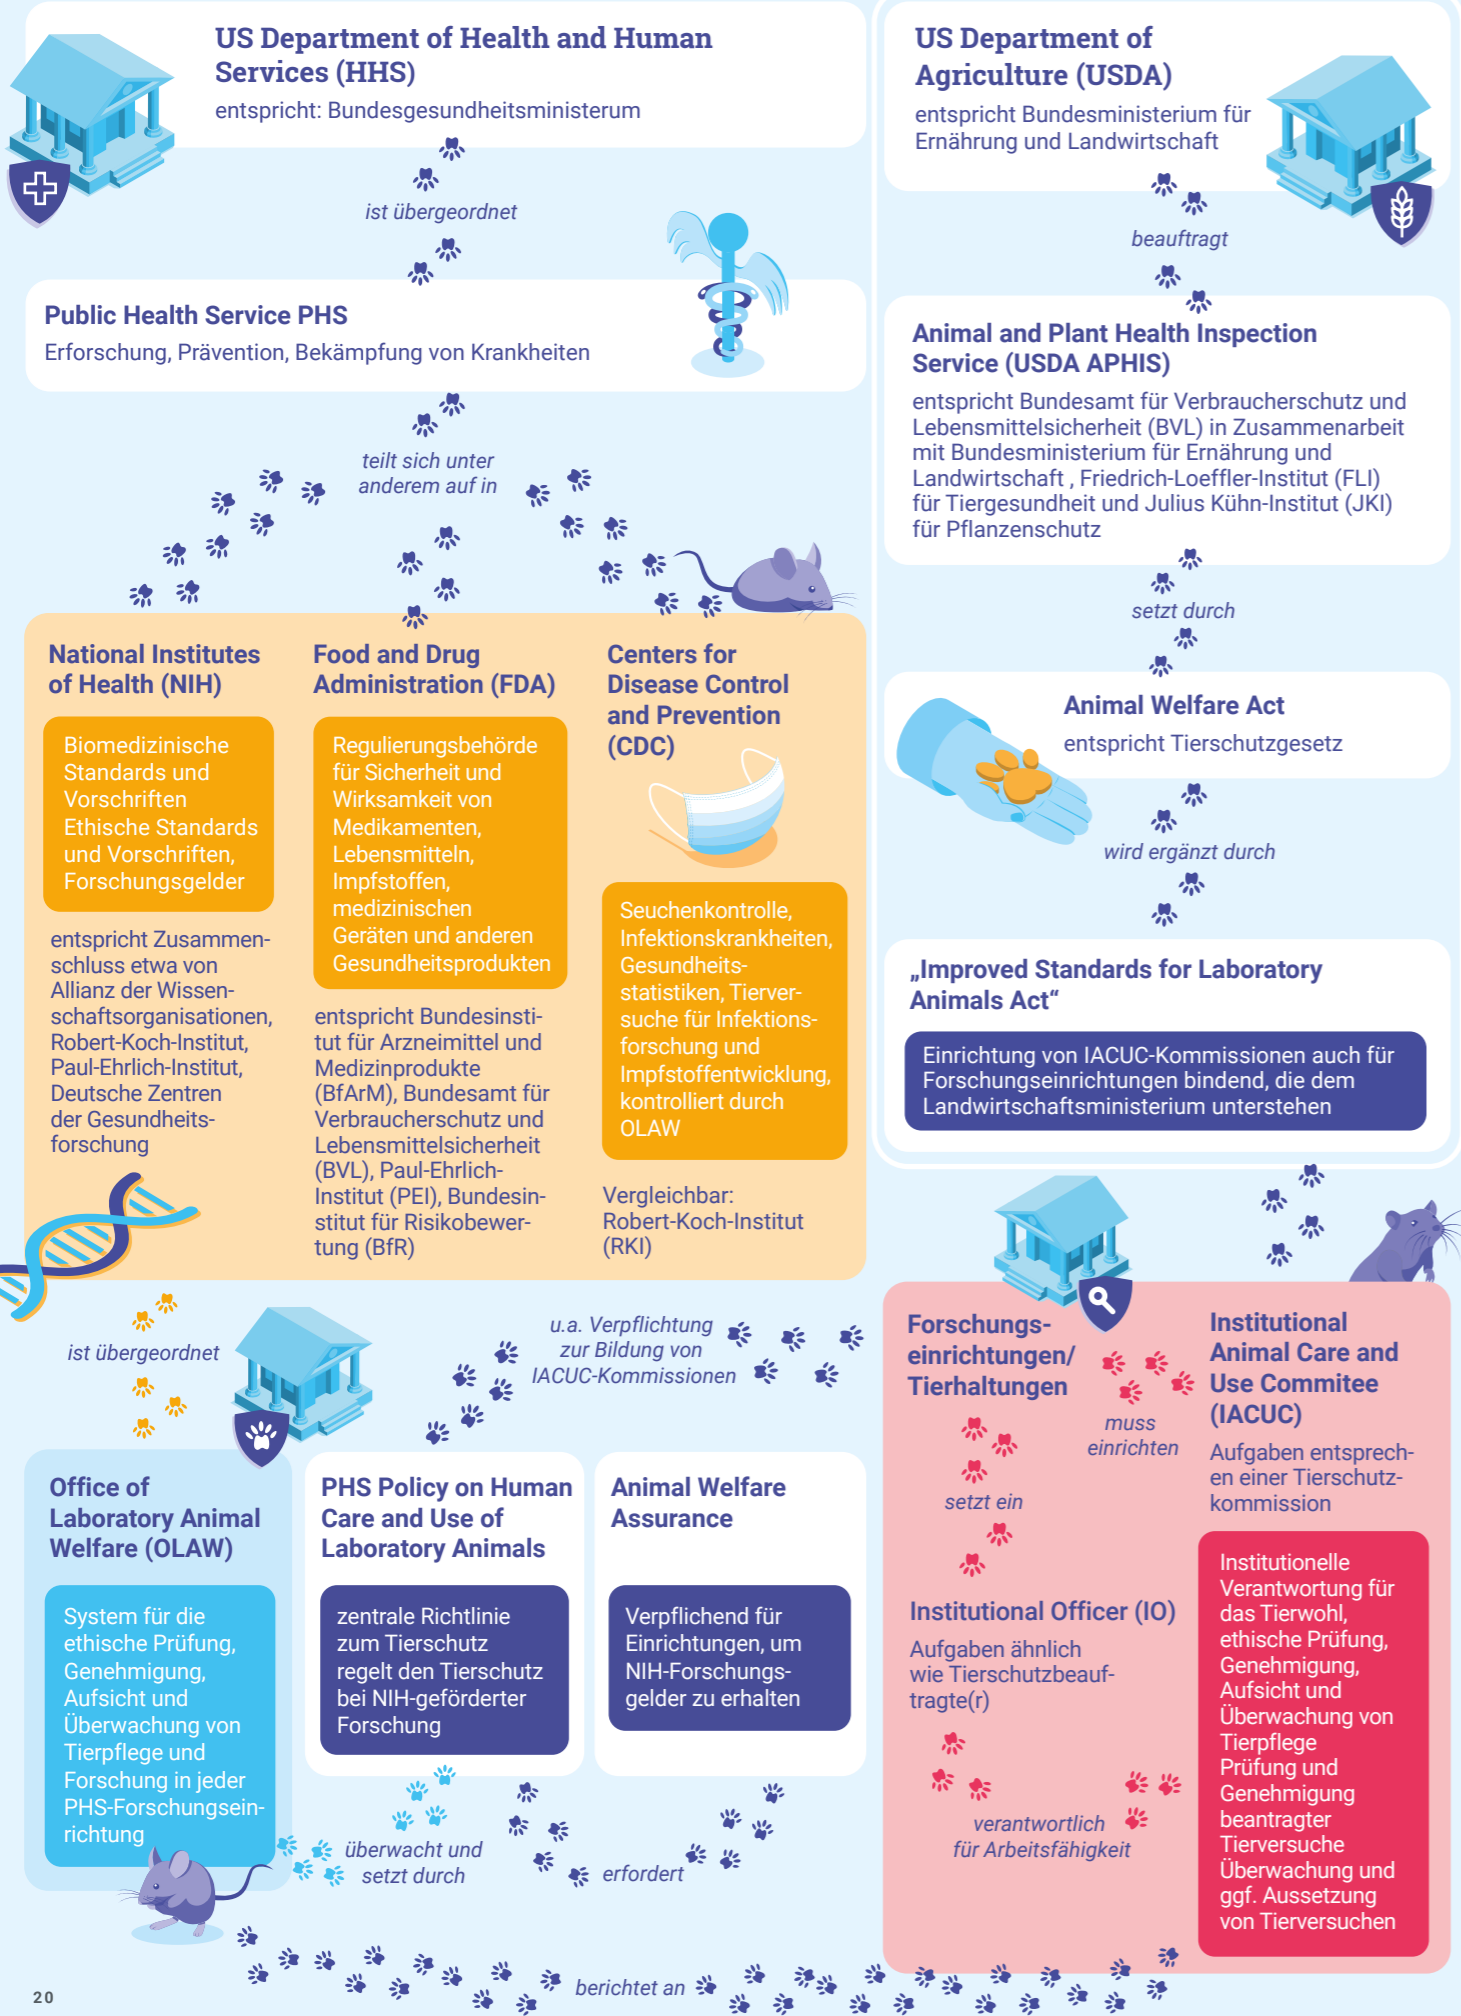 US Department of Health and Human
Services (HHS)
entspricht: Bundesgesundheitsministerum
ist übergeordnet
Public Health Service PHS
Erforschung, Prävention, Bekämpfung von Krankheiten
teilt sich unter
anderem auf in
National Institutes
of Health (NIH)
Biomedizinische
Standards und
Vorschriften
Ethische Standards
und Vorschriften,
Forschungsgelder
entspricht Zusammen-
schluss etwa von
Allianz der Wissen-
schaftsorganisationen,
Robert-Koch-Institut,
Paul-Ehrlich-Institut,
Deutsche Zentren
der Gesundheits-
forschung
Food and Drug
Administration (FDA)
Regulierungsbehörde
für Sicherheit und
Wirksamkeit von
Medikamenten,
Lebensmitteln,
Impfstoffen,
medizinischen
Geräten und anderen
Gesundheitsprodukten
entspricht Bundesinsti-
tut für Arzneimittel und
Medizinprodukte
(BfArM), Bundesamt für
Verbraucherschutz und
Lebensmittelsicherheit
(BVL), Paul-Ehrlich-
Institut (PEI), Bundesin-
stitut für Risikobewer-
tung (BfR)
Centers for
Disease Control
and Prevention
(CDC)
Seuchenkontrolle,
Infektionskrankheiten,
Gesundheits-
statistiken, Tierver-
suche für Infektions-
forschung und
Impfstoffentwicklung,
kontrolliert durch
OLAW
Vergleichbar:
Robert-Koch-Institut
(RKI)
ist übergeordnet
u.a. Verpflichtung
zur Bildung von
IACUC-Kommissionen
Office of
Laboratory Animal
Welfare (OLAW)
System für die
ethische Prüfung,
Genehmigung,
Aufsicht und
Überwachung von
Tierpflege und
Forschung in jeder
PHS-Forschungsein-
richtung
PHS Policy on Human
Care and Use of
Laboratory Animals
zentrale Richtlinie
zum Tierschutz
regelt den Tierschutz
bei NIH-geförderter
Forschung
Animal Welfare
Assurance
Verpflichend für
Einrichtungen, um
NIH-Forschungs-
gelder zu erhalten
überwacht und
setzt durch
erfordert
US Department of
Agriculture (USDA)
entspricht Bundesministerium für
Ernährung und Landwirtschaft
beauftragt
Animal and Plant Health Inspection
Service (USDA APHIS)
entspricht Bundesamt für Verbraucherschutz und
Lebensmittelsicherheit (BVL) in Zusammenarbeit
mit Bundesministerium für Ernährung und
Landwirtschaft , Friedrich-Loeffler-Institut (FLI)
für Tiergesundheit und Julius Kühn-Institut (JKI)
für Pflanzenschutz
setzt durch
Animal Welfare Act
entspricht Tierschutzgesetz
wird ergänzt durch
„Improved Standards for Laboratory
Animals Act“
Einrichtung von IACUC-Kommissionen auch für
Forschungseinrichtungen bindend, die dem
Landwirtschaftsministerium unterstehen
Forschungs-
einrichtungen/
Tierhaltungen
muss
einrichten
setzt ein
Institutional Officer (IO)
Aufgaben ähnlich
wie Tierschutzbeauf-
tragte(r)
verantwortlich
für Arbeitsfähigkeit
Institutional
Animal Care and
Use Commitee
(IACUC)
Aufgaben entsprech-
en einer Tierschutz-
kommission
Institutionelle
Verantwortung für
das Tierwohl,
ethische Prüfung,
Genehmigung,
Aufsicht und
Überwachung von
Tierpflege
Prüfung und
Genehmigung
beantragter
Tierversuche
Überwachung und
ggf. Aussetzung
von Tierversuchen
berichtet an
20